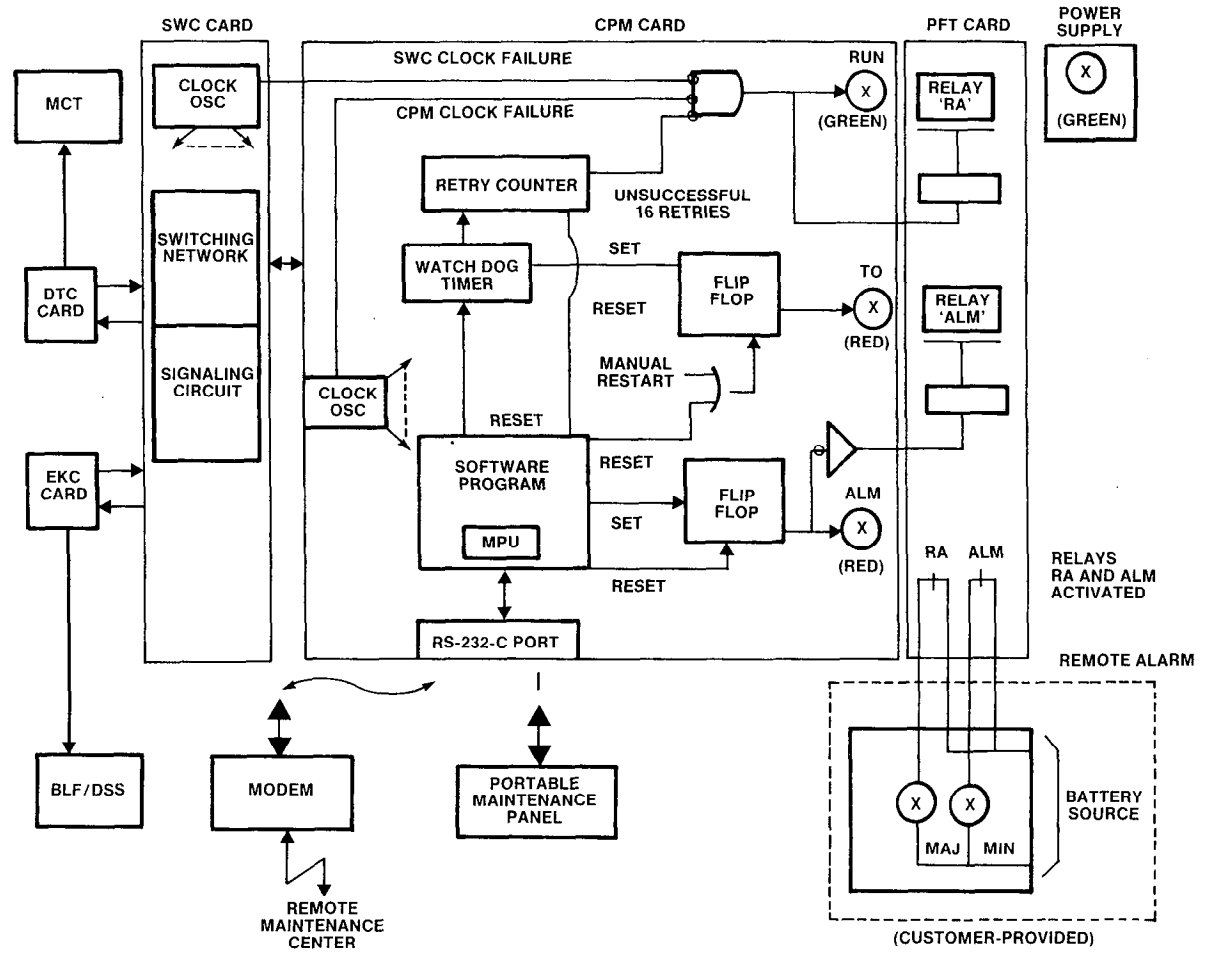 SWC CARD
CPM CARD
PFT CARD
POWER
SUPPLY
X
(GREEN)
MCT
CLOCK
OSC
SWC CLOCK FAILURE
CPM CLOCK FAILURE
RUN
X
(GREEN)
RELAY
'RA'
RETRY COUNTER
UNSUCCESSFUL
16 RETRIES
SWITCHING
NETWORK
WATCH DOG
TIMER
SET
RESET
FLIP
FLOP
TO
X
(RED)
DTC
CARD
RELAY
'ALM'
SIGNALING
CIRCUIT
CLOCK
OSC
MANUAL
RESTART
RESET
EKC
CARD
SOFTWARE
PROGRAM
MPU
RESET
SET
RESET
FLIP
FLOP
ALM
X
(RED)
RA
ALM
RELAYS
RA AND ALM
ACTIVATED
RS-232-C PORT
REMOTE ALARM
BLF/DSS
MODEM
PORTABLE
MAINTENANCE
PANEL
X
X
MAJ
MIN
BATTERY
SOURCE
REMOTE
MAINTENANCE
CENTER
(CUSTOMER-PROVIDED)